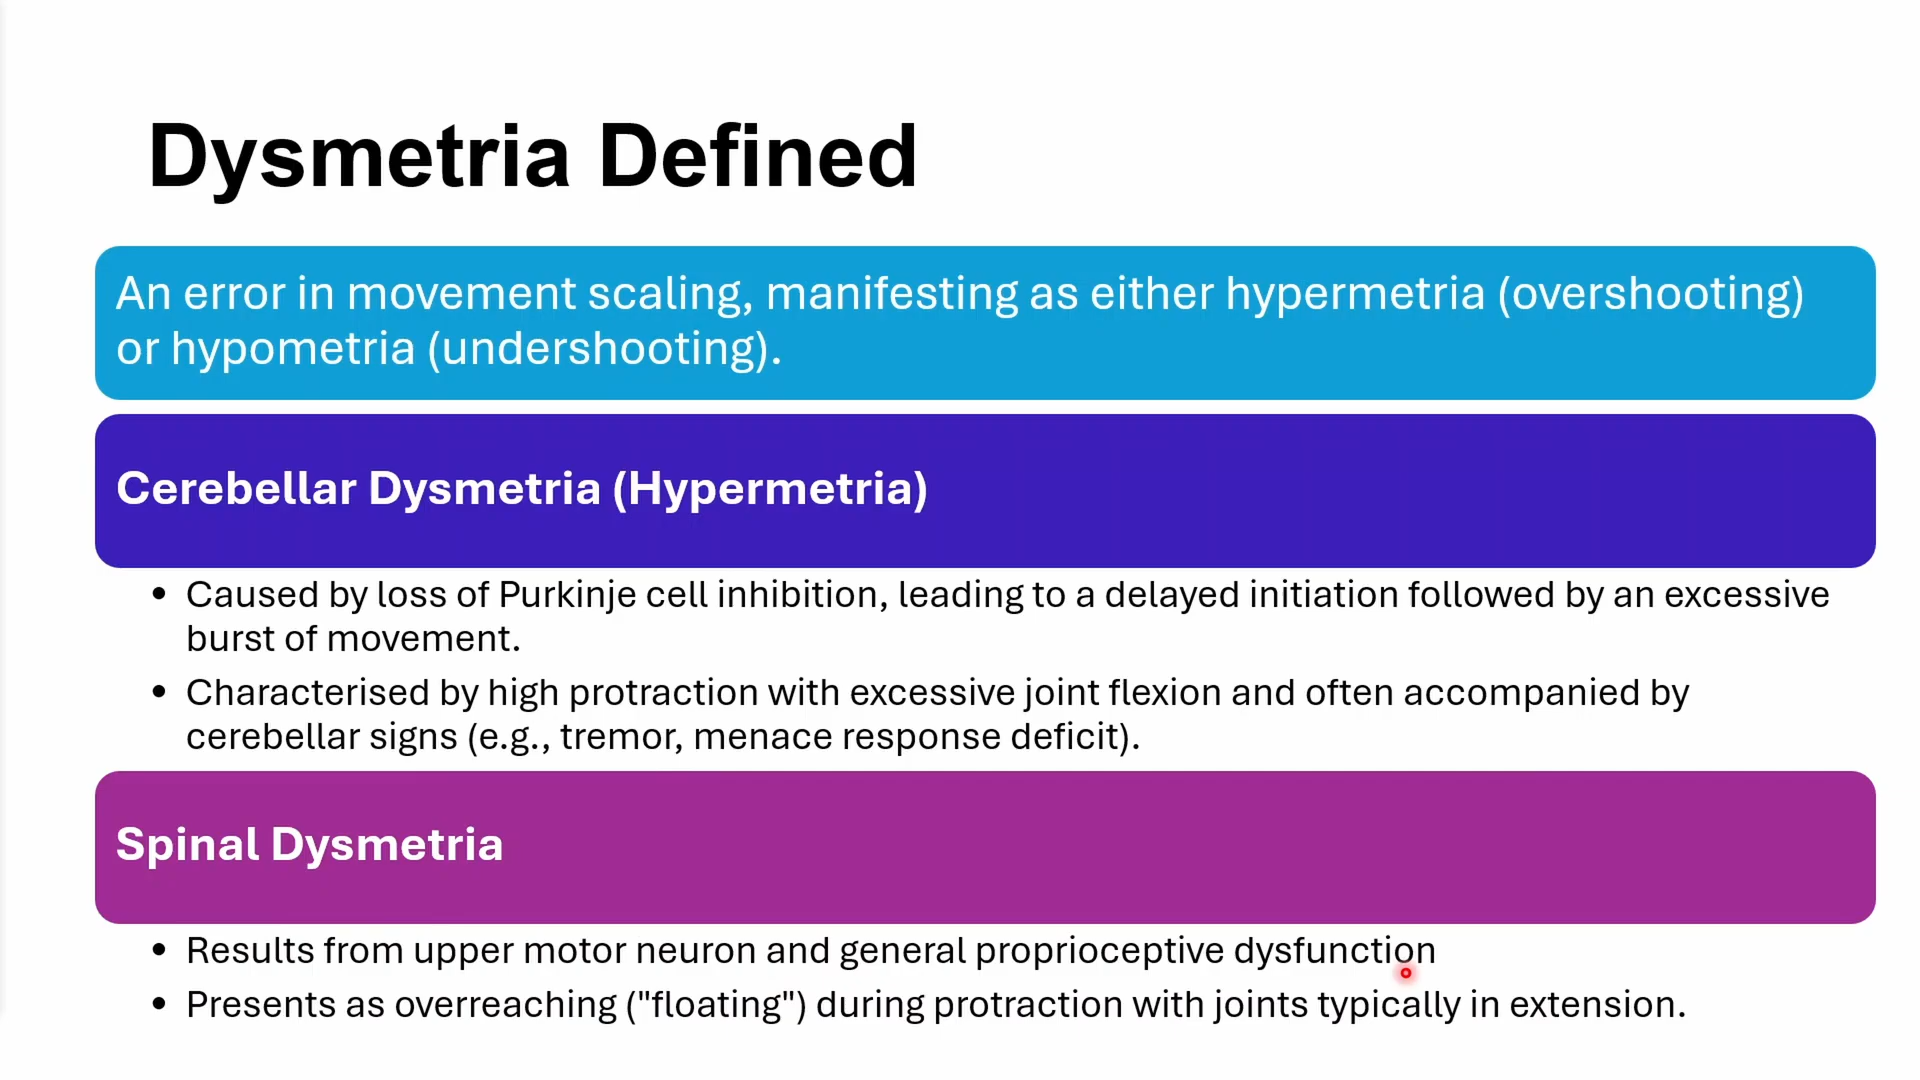 Dysmetria Defined
An error in movement scaling, manifesting as either hypermetria (overshooting)
or hypometria (undershooting).
Cerebellar Dysmetria (Hypermetria)
• Caused by loss of Purkinje cell inhibition, leading to a delayed initiation followed by an excessive
burst of movement.
• Characterised by high protraction with excessive joint flexion and often accompanied by
cerebellar signs (e.g., tremor, menace response deficit).
Spinal Dysmetria
• Results from upper motor neuron and general proprioceptive dysfunction
• Presents as overreaching ("floating") during protraction with joints typically in extension.